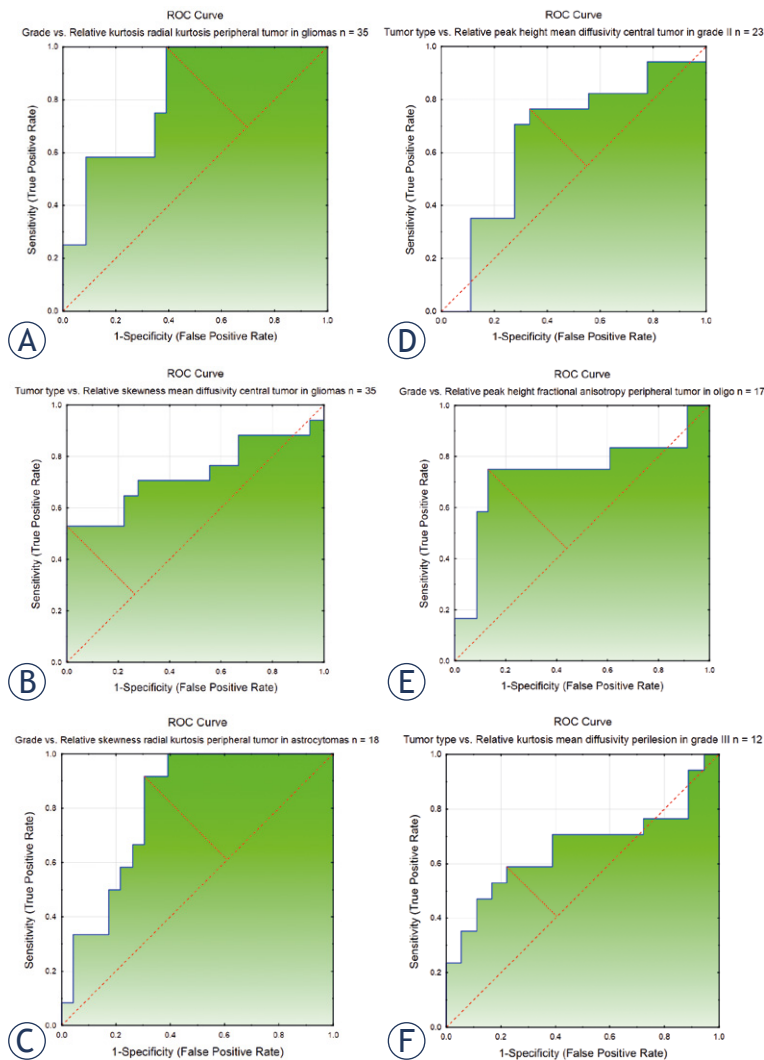 ROC Curve
Grade vs. Relative kurtosis radial kurtosis peripheral tumor in gliomas n = 35
1.0
0.8
0.6
0.4
0.2
0.0
Sensitivity (True Positive Rate)
0.0 0.2 0.4 0.6 0.8 1.0
1-Specificity (False Positive Rate)
A
ROC Curve
Tumor type vs. Relative peak height mean diffusivity central tumor in grade II n = 23
1.0
0.8
0.6
0.4
0.2
0.0
Sensitivity (True Positive Rate)
0.0 0.2 0.4 0.6 0.8 1.0
1-Specificity (False Positive Rate)
D
ROC Curve
Tumor type vs. Relative skewness mean diffusivity central tumor in gliomas n = 35
1.0
0.8
0.6
0.4
0.2
0.0
Sensitivity (True Positive Rate)
0.0 0.2 0.4 0.6 0.8 1.0
1-Specificity (False Positive Rate)
B
ROC Curve
Grade vs. Relative peak height fractional anisotropy peripheral tumor in oligo n = 17
1.0
0.8
0.6
0.4
0.2
0.0
Sensitivity (True Positive Rate)
0.0 0.2 0.4 0.6 0.8 1.0
1-Specificity (False Positive Rate)
E
ROC Curve
Grade vs. Relative skewness radial kurtosis peripheral tumor in astrocytomas n = 18
1.0
0.8
0.6
0.4
0.2
0.0
Sensitivity (True Positive Rate)
0.0 0.2 0.4 0.6 0.8 1.0
1-Specificity (False Positive Rate)
C
ROC Curve
Tumor type vs. Relative kurtosis mean diffusivity perilesion in grade III n = 12
1.0
0.8
0.6
0.4
0.2
0.0
Sensitivity (True Positive Rate)
0.0 0.2 0.4 0.6 0.8 1.0
1-Specificity (False Positive Rate)
F